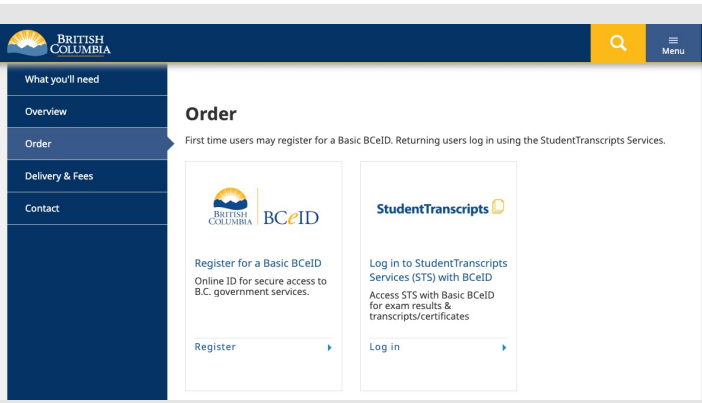 BRITISH
COLUMBIA
Menu
What you'll need
Overview
Order
Delivery & Fees
Contact
Order
First time users may register for a Basic BCeID. Returning users log in using the StudentTranscripts Services.
BRITISH
COLUMBIA
BCeID
Register for a Basic BCeID
Online ID for secure access to
B.C. government services.
Register
StudentTranscripts
Log in to StudentTranscripts
Services (STS) with BCeID
Access STS with Basic BCeID
for exam results &
transcripts/certificates
Log in